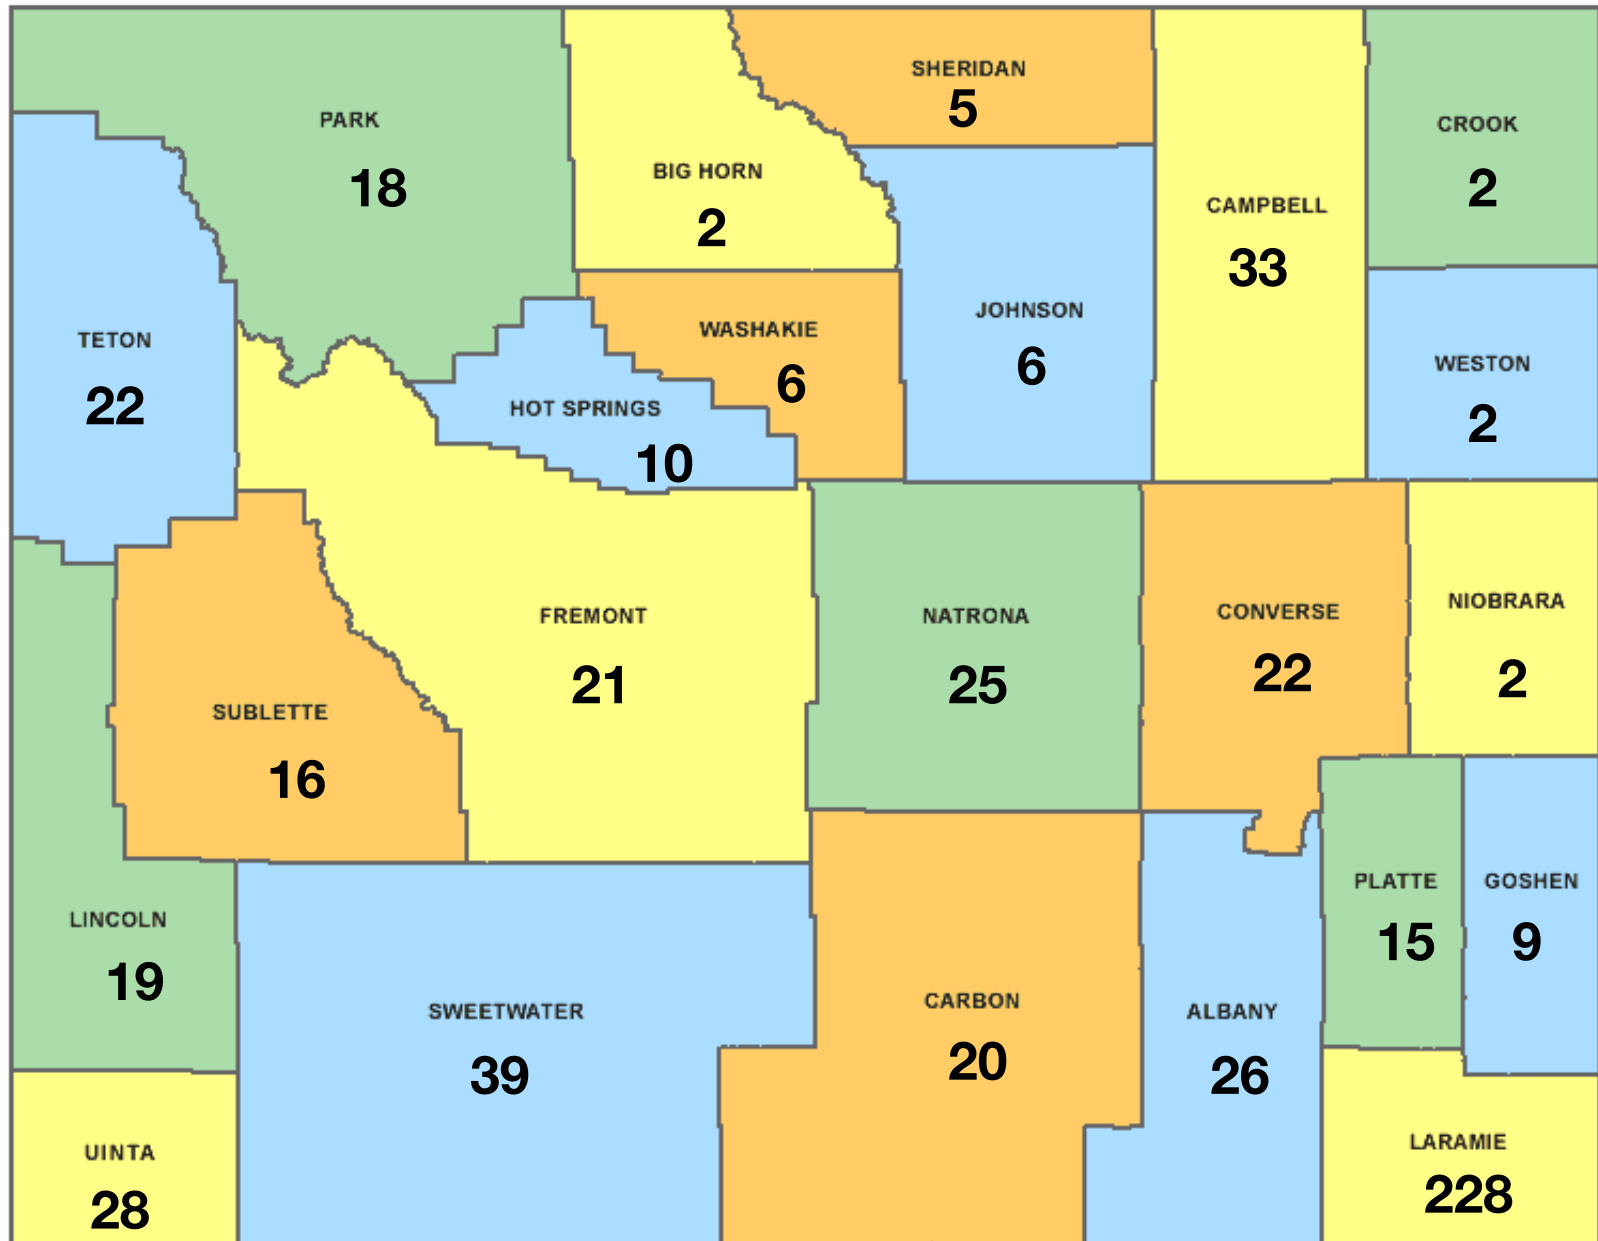 SHERIDAN
5
PARK
18
CROOK
2
BIG HORN
2
CAMPBELL
33
JOHNSON
6
WASHAKIE
6
TETON
22
WESTON
2
HOT SPRINGS
10
FREMONT
21
NATRONA
25
CONVERSE
22
NIOBRARA
2
SUBLETTE
16
PLATTE
15
GOSHEN
9
LINCOLN
19
SWEETWATER
39
CARBON
20
ALBANY
26
UINTA
28
LARAMIE
228